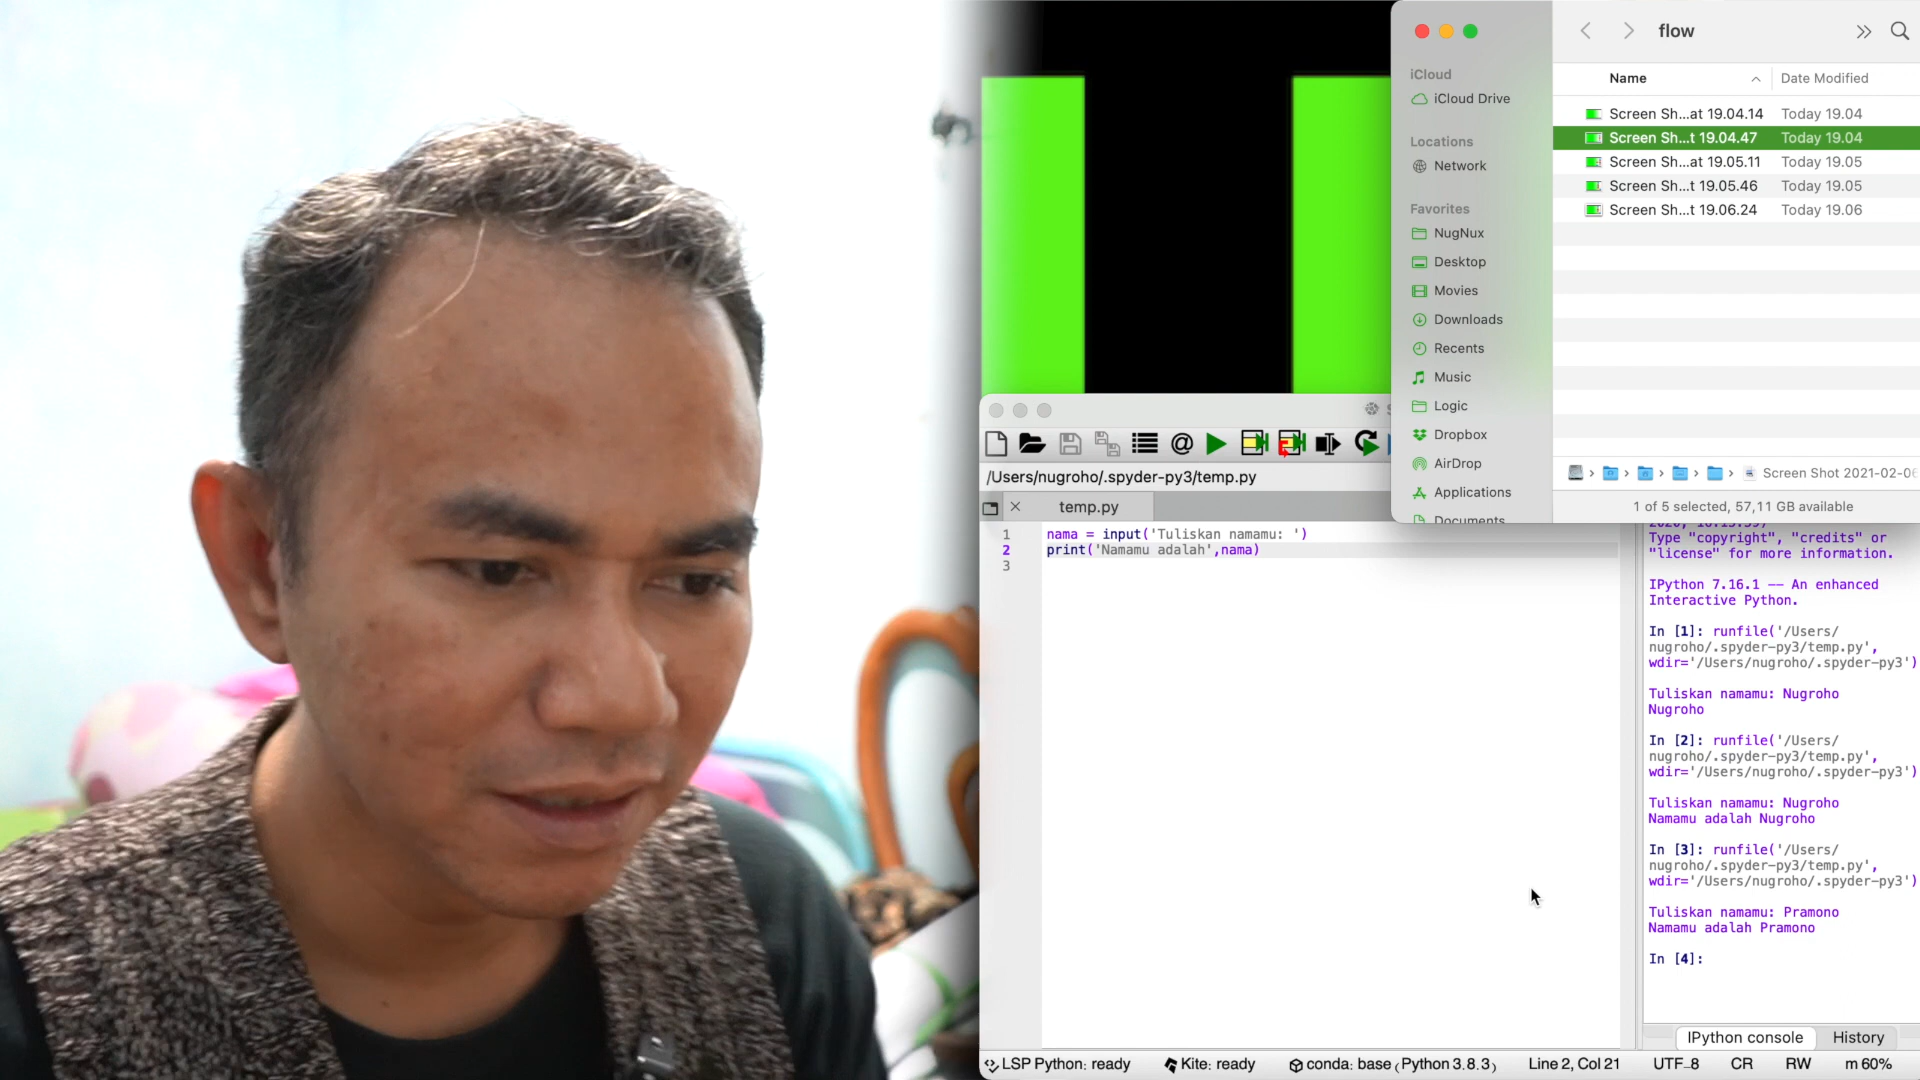 flow
Name
Date Modified
iCloud
iCloud Drive
Locations
Network
Favorites
NugNux
Desktop
Movies
Downloads
Recents
Music
Logic
Dropbox
AirDrop
Applications
Documents
Screen Sh...at 19.04.14 Today 19.04
Screen Sh...t 19.04.47 Today 19.04
Screen Sh...at 19.05.11 Today 19.05
Screen Sh...t 19.05.46 Today 19.05
Screen Sh...t 19.06.24 Today 19.06
Screen Shot 2021-02-06
1 of 5 selected, 57,11 GB available
/Users/nugroho/.spyder-py3/temp.py
temp.py
1 nama = input('Tuliskan namamu: ')
2 print('Namamu adalah',nama)
3
Type "copyright", "credits" or
"license" for more information.
IPython 7.16.1 -- An enhanced
Interactive Python.
In [1]: runfile('/Users/
nugroho/.spyder-py3/temp.py',
wdir='/Users/nugroho/.spyder-py3')
Tuliskan namamu: Nugroho
Nugroho
In [2]: runfile('/Users/
nugroho/.spyder-py3/temp.py',
wdir='/Users/nugroho/.spyder-py3')
Tuliskan namamu: Nugroho
Namamu adalah Nugroho
In [3]: runfile('/Users/
nugroho/.spyder-py3/temp.py',
wdir='/Users/nugroho/.spyder-py3')
Tuliskan namamu: Pramono
Namamu adalah Pramono
In [4]:
IPython console History
LSP Python: ready Kite: ready conda: base (Python 3.8.3) Line 2, Col 21 UTF-8 CR RW m 60%